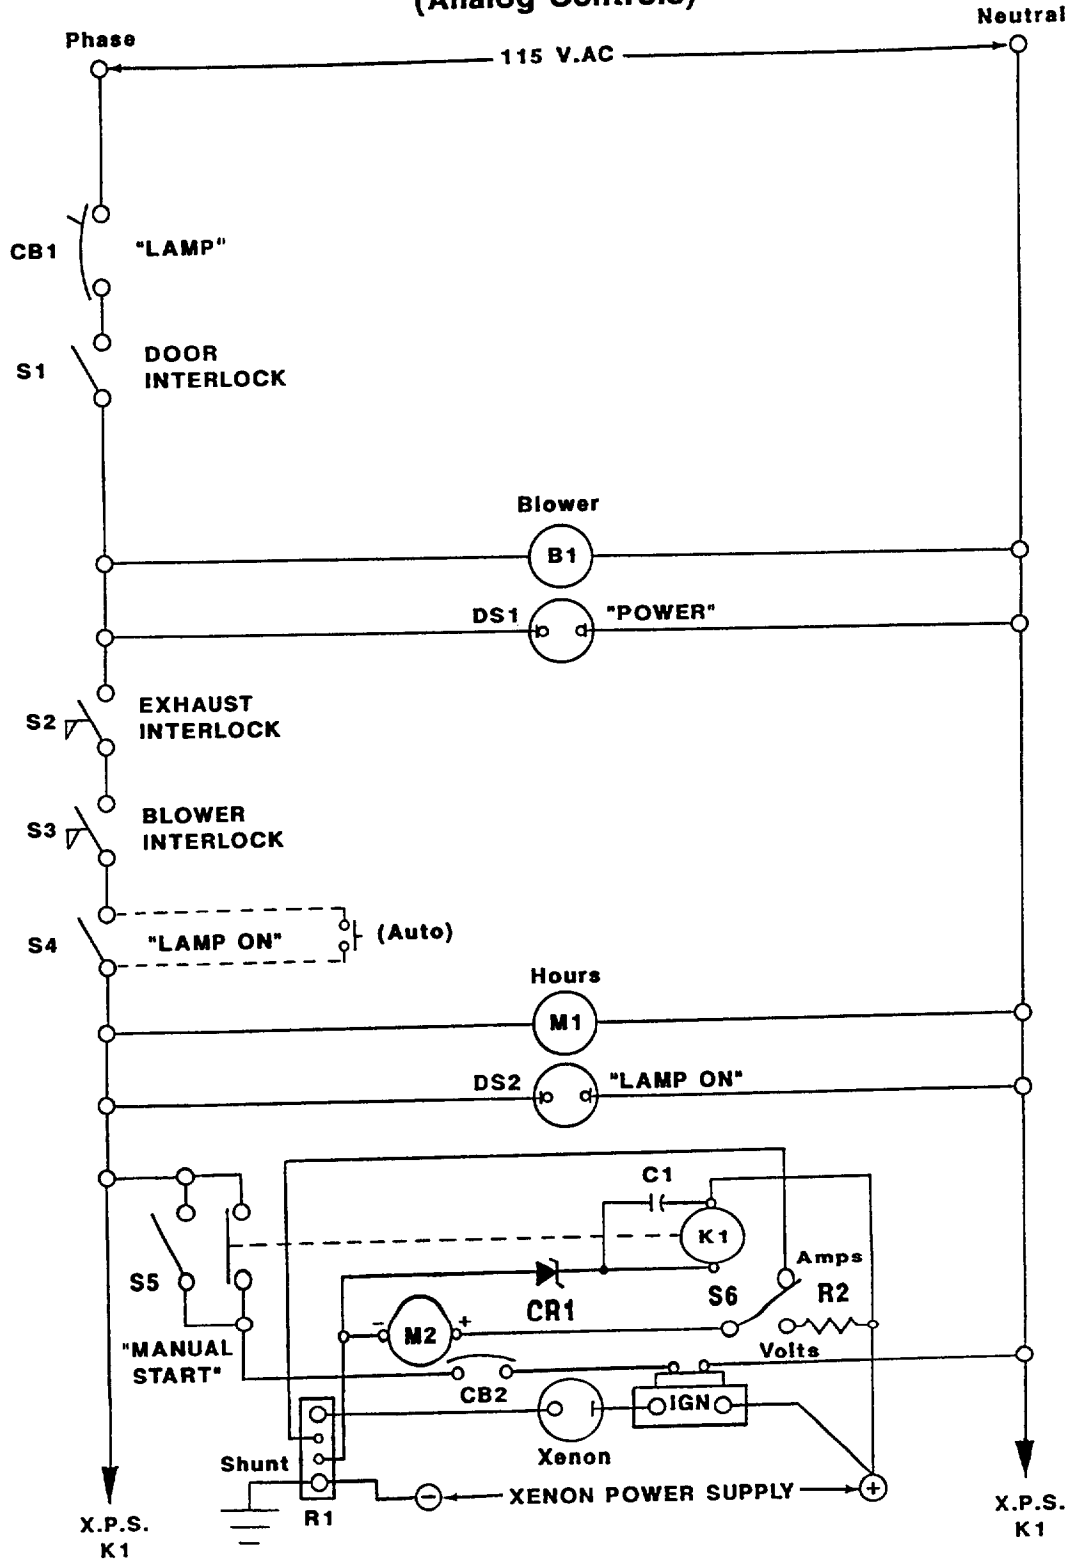 (Analog Controls)
Phase
Neutral
115 V.AC
CB1
"LAMP"
S1
DOOR
INTERLOCK
Blower
B1
DS1
"POWER"
S2
EXHAUST
INTERLOCK
S3
BLOWER
INTERLOCK
S4
"LAMP ON"
(Auto)
Hours
M1
DS2
"LAMP ON"
C1
K1
Amps
S5
CR1
S6
R2
- M2 +
"MANUAL
START"
Volts
CB2
IGN
Shunt
Xenon
- XENON POWER SUPPLY +
R1
X.P.S.
K1
X.P.S.
K1